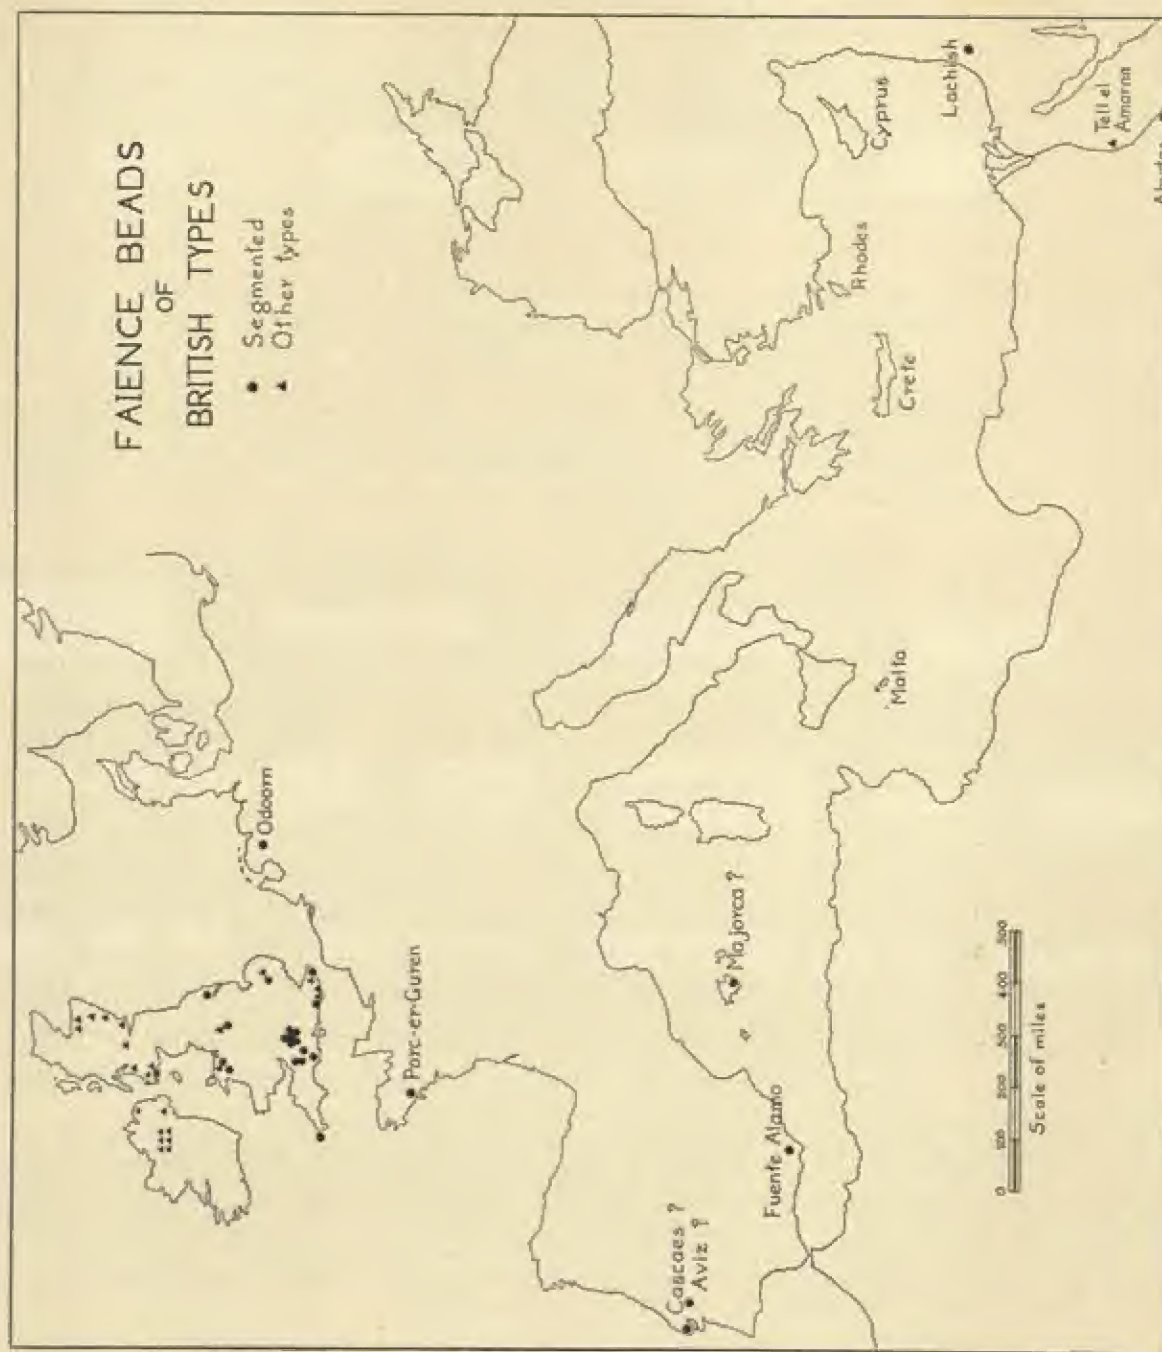 FAIENCE BEADS
OF
BRITISH TYPES
Segmented
Other types
Odoorn
Parc-er-Guren
Majorca ?
Fuente Alamo
Cascaes ?
Aviz ?
Malta
Crete
Rhodes
Cyprus
Lachish
Tell el
Amarna
0 100 200 300 400 500
Scale of miles